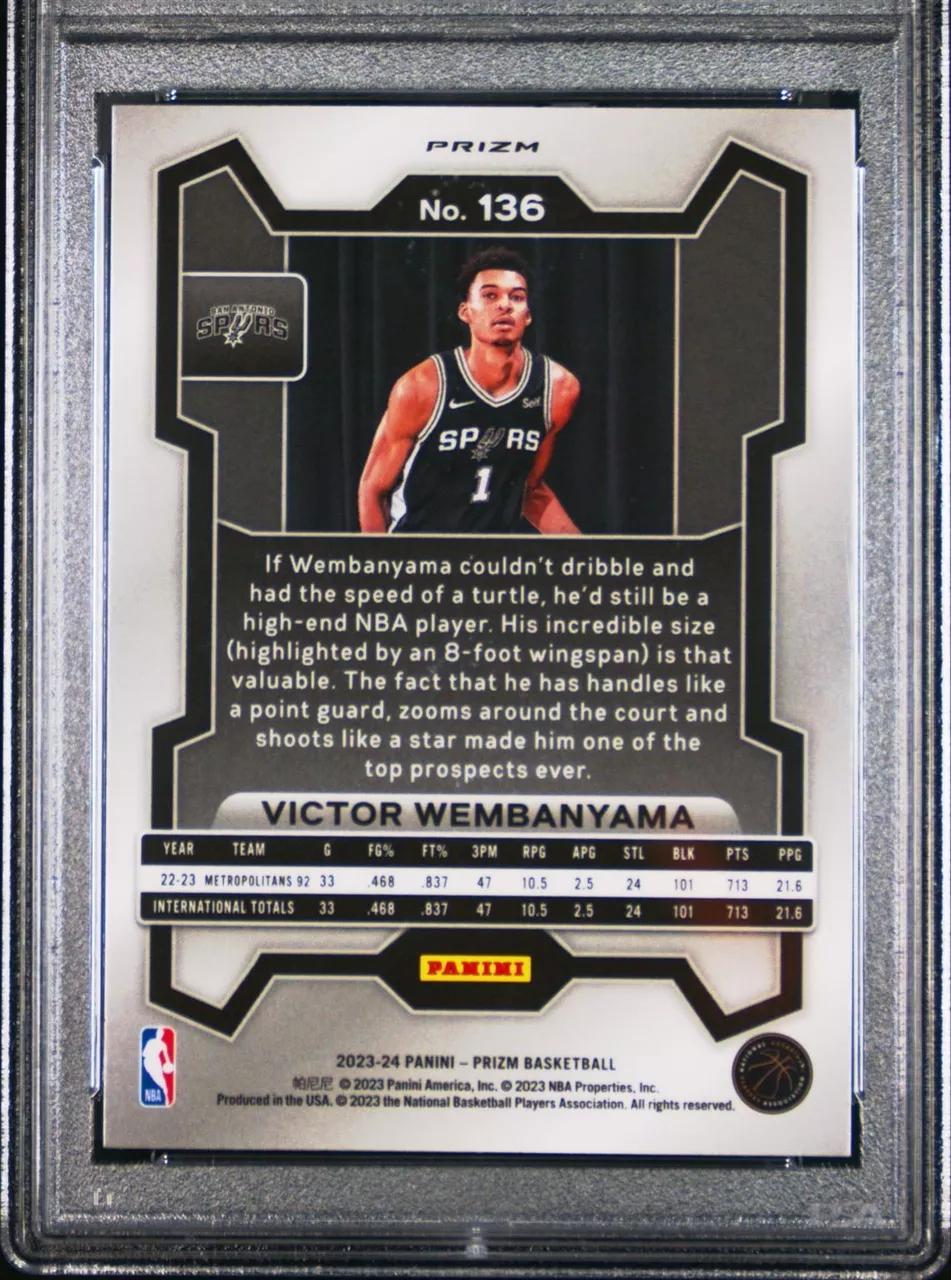 PRIZM
No. 136
SAN ANTONIO
SPURS
Self
SPURS
1
If Wembanyama couldn't dribble and
had the speed of a turtle, he'd still be a
high-end NBA player. His incredible size
(highlighted by an 8-foot wingspan) is that
valuable. The fact that he has handles like
a point guard, zooms around the court and
shoots like a star made him one of the
top prospects ever.
VICTOR WEMBANYAMA
YEAR TEAM G FG% FT% 3PM RPG APG STL BLK PTS PPG
22-23 METROPOLITANS 92 33 .468 .837 47 10.5 2.5 24 101 713 21.6
INTERNATIONAL TOTALS 33 .468 .837 47 10.5 2.5 24 101 713 21.6
PANINI
NBA
2023-24 PANINI – PRIZM BASKETBALL
帕尼尼 © 2023 Panini America, Inc. © 2023 NBA Properties, Inc.
Produced in the USA. © 2023 the National Basketball Players Association. All rights reserved.
PSA